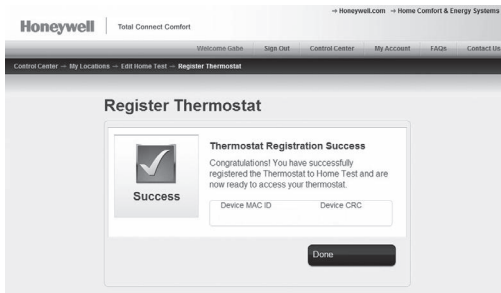 → Honeywell.com → Home Comfort & Energy Systems
Honeywell | Total Connect Comfort
Welcome Gabe Sign Out Control Center My Account FAQs Contact Us
Control Center → My Locations → Edit Home Test → Register Thermostat
Register Thermostat
Thermostat Registration Success
Congratulations! You have successfully
registered the Thermostat to Home Test and are
now ready to access your thermostat.
Success
Device MAC ID Device CRC
Done